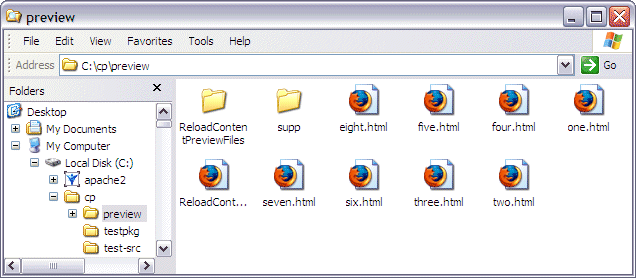 preview
File Edit View Favorites Tools Help
Address C:\cp\preview Go
Folders
Desktop
My Documents
My Computer
Local Disk (C:)
apache2
cp
preview
testpkg
test-src
ReloadConten
tPreviewFiles
supp
eight.html
five.html
four.html
one.html
ReloadCont...
seven.html
six.html
three.html
two.html